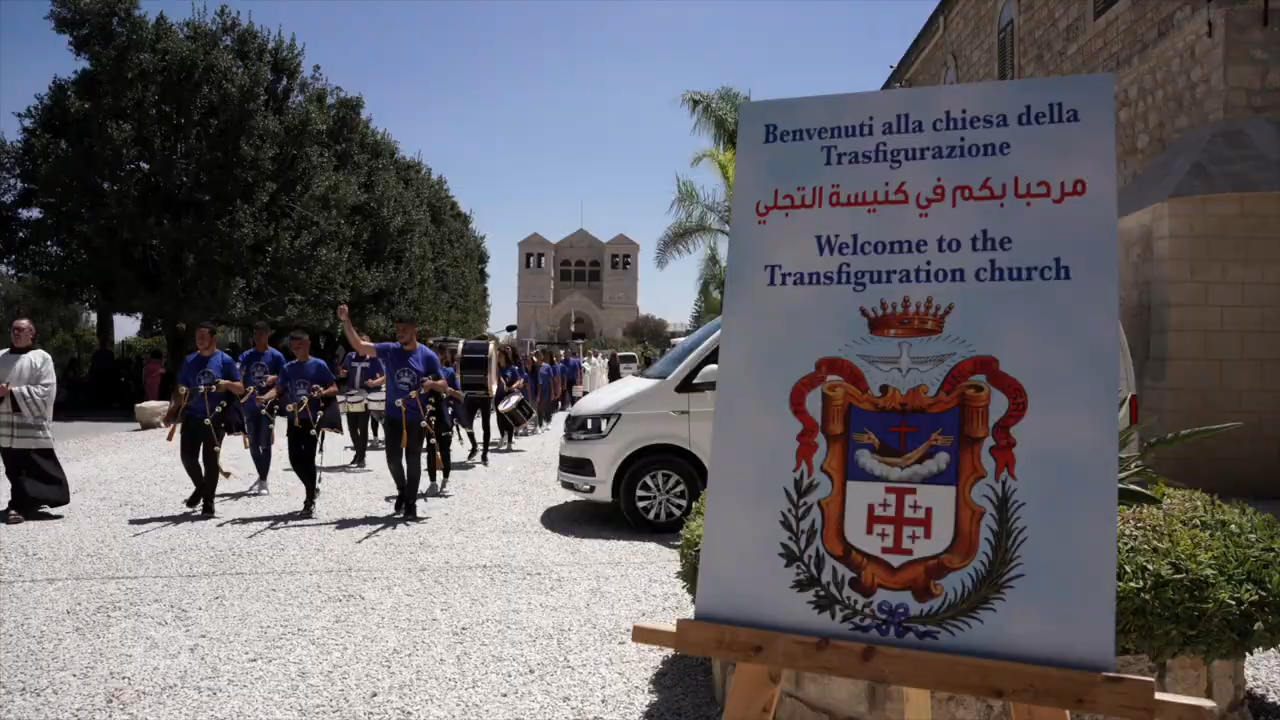 Benvenuti alla chiesa della
Trasfigurazione
مرحبا بكم في كنيسة التجلي
Welcome to the
Transfiguration church